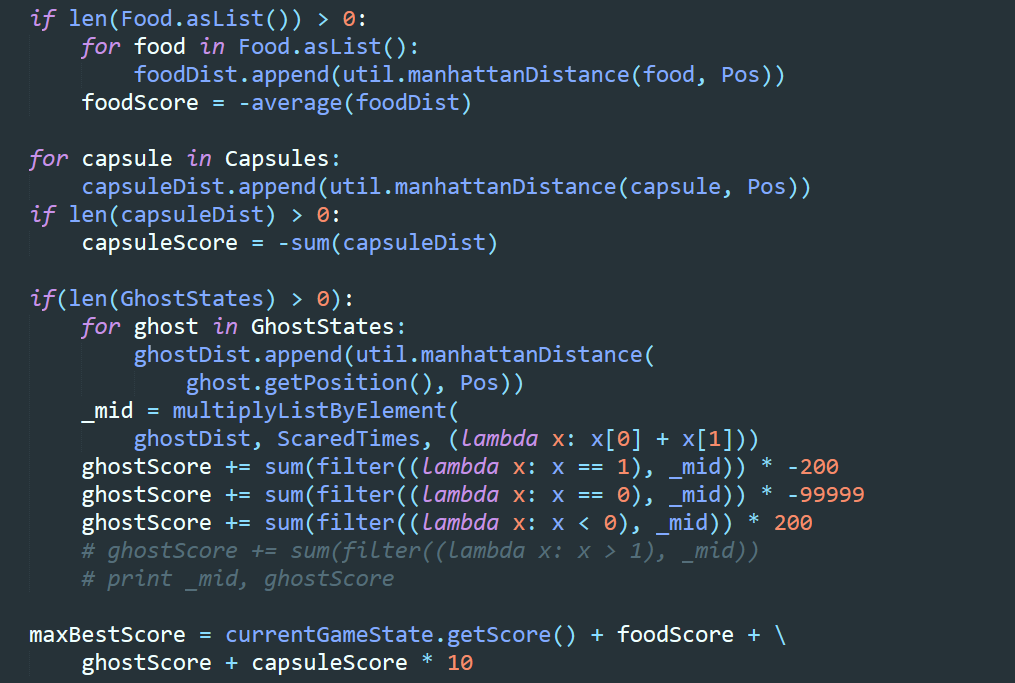 if len(Food.asList()) > 0:
    for food in Food.asList():
        foodDist.append(util.manhattanDistance(food, Pos))
    foodScore = -average(foodDist)

for capsule in Capsules:
    capsuleDist.append(util.manhattanDistance(capsule, Pos))
if len(capsuleDist) > 0:
    capsuleScore = -sum(capsuleDist)

if(len(GhostStates) > 0):
    for ghost in GhostStates:
        ghostDist.append(util.manhattanDistance(
            ghost.getPosition(), Pos))
    _mid = multiplyListByElement(
        ghostDist, ScaredTimes, (lambda x: x[0] + x[1]))
    ghostScore += sum(filter((lambda x: x == 1), _mid)) * -200
    ghostScore += sum(filter((lambda x: x == 0), _mid)) * -99999
    ghostScore += sum(filter((lambda x: x < 0), _mid)) * 200
    # ghostScore += sum(filter((lambda x: x > 1), _mid))
    # print _mid, ghostScore

maxBestScore = currentGameState.getScore() + foodScore + \
    ghostScore + capsuleScore * 10